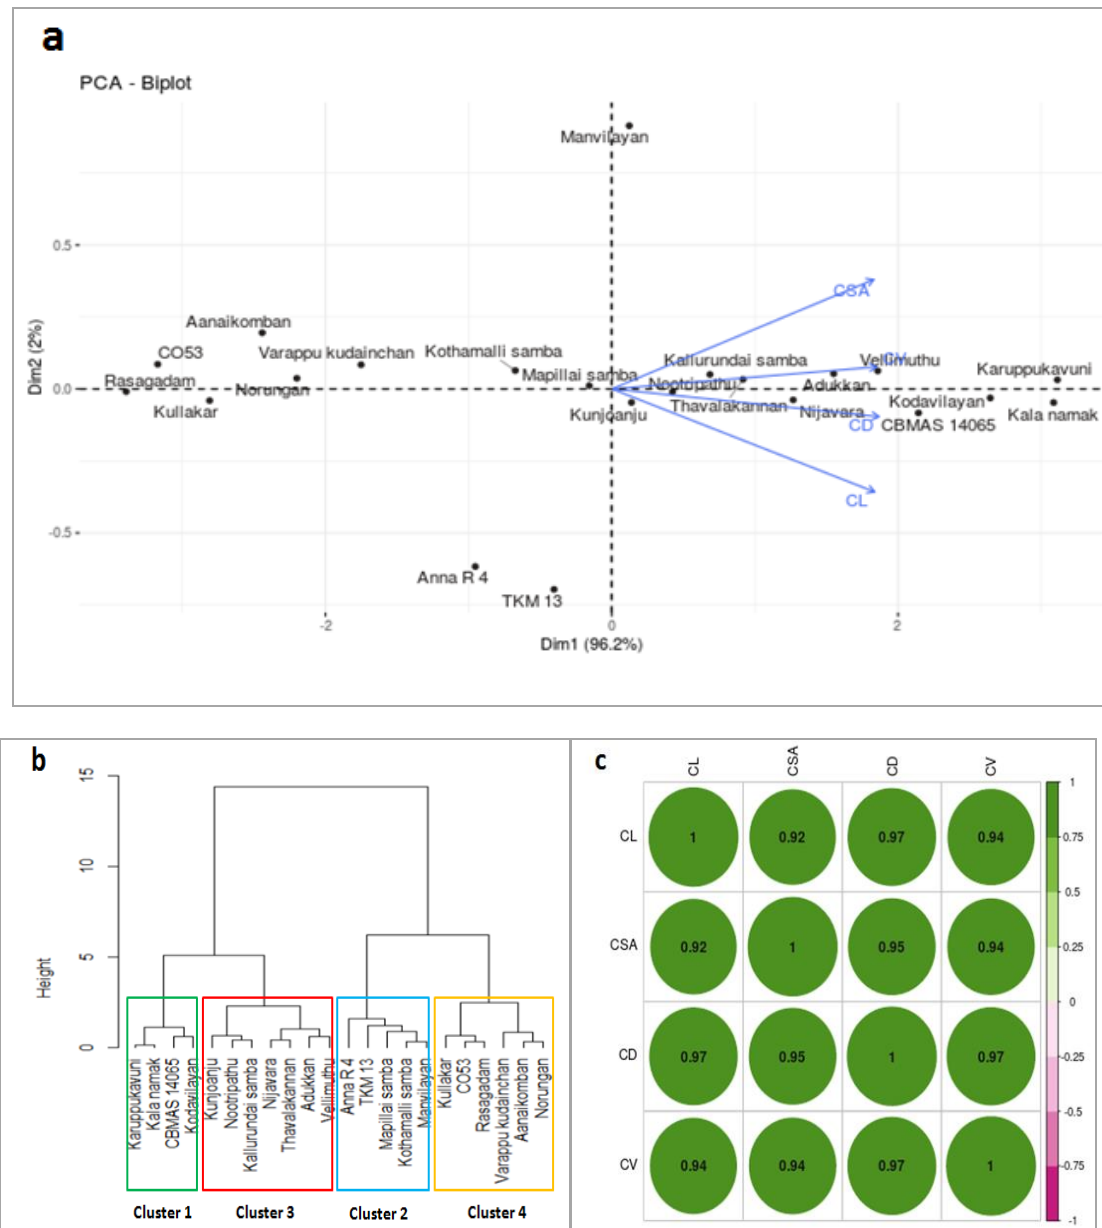 a
PCA - Biplot
Manvilayan
0.5
CSA
Aanaikomban
CO53
Varappu kudainchan
Kothamalli samba
Kallurundai samba
CV
Vellimuthu
Karuppukavuni
Mapillai samba
Rasagadam
Norungan
Nootripathu
Adukkan
0.0
Kullakar
Kunjoanju
Thavalakannan
Nijavara
Kodavilayan
Kala namak
CD
CBMAS 14065
CL
-0.5
Anna R 4
TKM 13
Dim2 (2%)
-2
0
2
Dim1 (96.2%)
b
15
10
5
0
Height
Karuppukavuni
Kala namak
CBMAS 14065
Kodavilayan
Kunjoanju
Nootripathu
Kallurundai samba
Nijavara
Thavalakannan
Adukkan
Vellimuthu
Anna R 4
TKM 13
Mapillai samba
Kothamalli samba
Manvilayan
Kullakar
CO53
Rasagadam
Varappu kudainchan
Aanaikomban
Norungan
Cluster 1
Cluster 3
Cluster 2
Cluster 4
c
CL CSA CD CV
CL 1 0.92 0.97 0.94
CSA 0.92 1 0.95 0.94
CD 0.97 0.95 1 0.97
CV 0.94 0.94 0.97 1
1
0.75
0.5
0.25
0
-0.25
-0.5
-0.75
-1